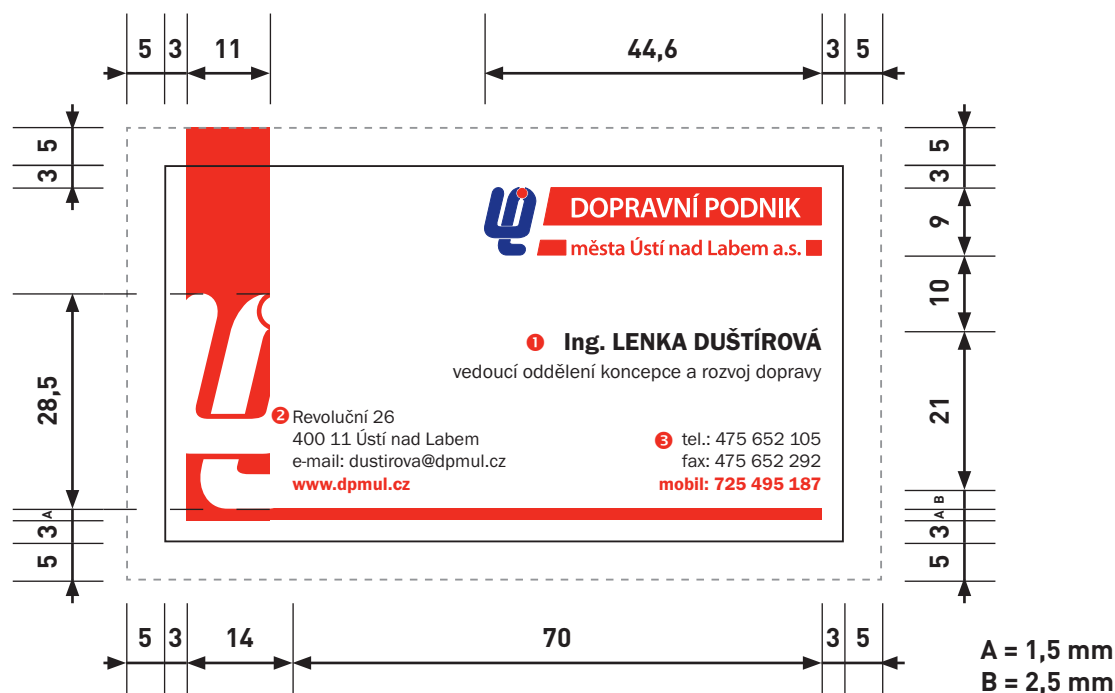 5 3 11 44,6 3 5
5
3
28,5
A
3
5
5
3
9
10
21
B
A
3
5
DOPRAVNÍ PODNIK
města Ústí nad Labem a.s.
1 Ing. LENKA DUŠTÍROVÁ
vedoucí oddělení koncepce a rozvoj dopravy
2 Revoluční 26
400 11 Ústí nad Labem
e-mail: dustirova@dpmul.cz
www.dpmul.cz
3 tel.: 475 652 105
fax: 475 652 292
mobil: 725 495 187
5 3 14 70 3 5
A = 1,5 mm
B = 2,5 mm